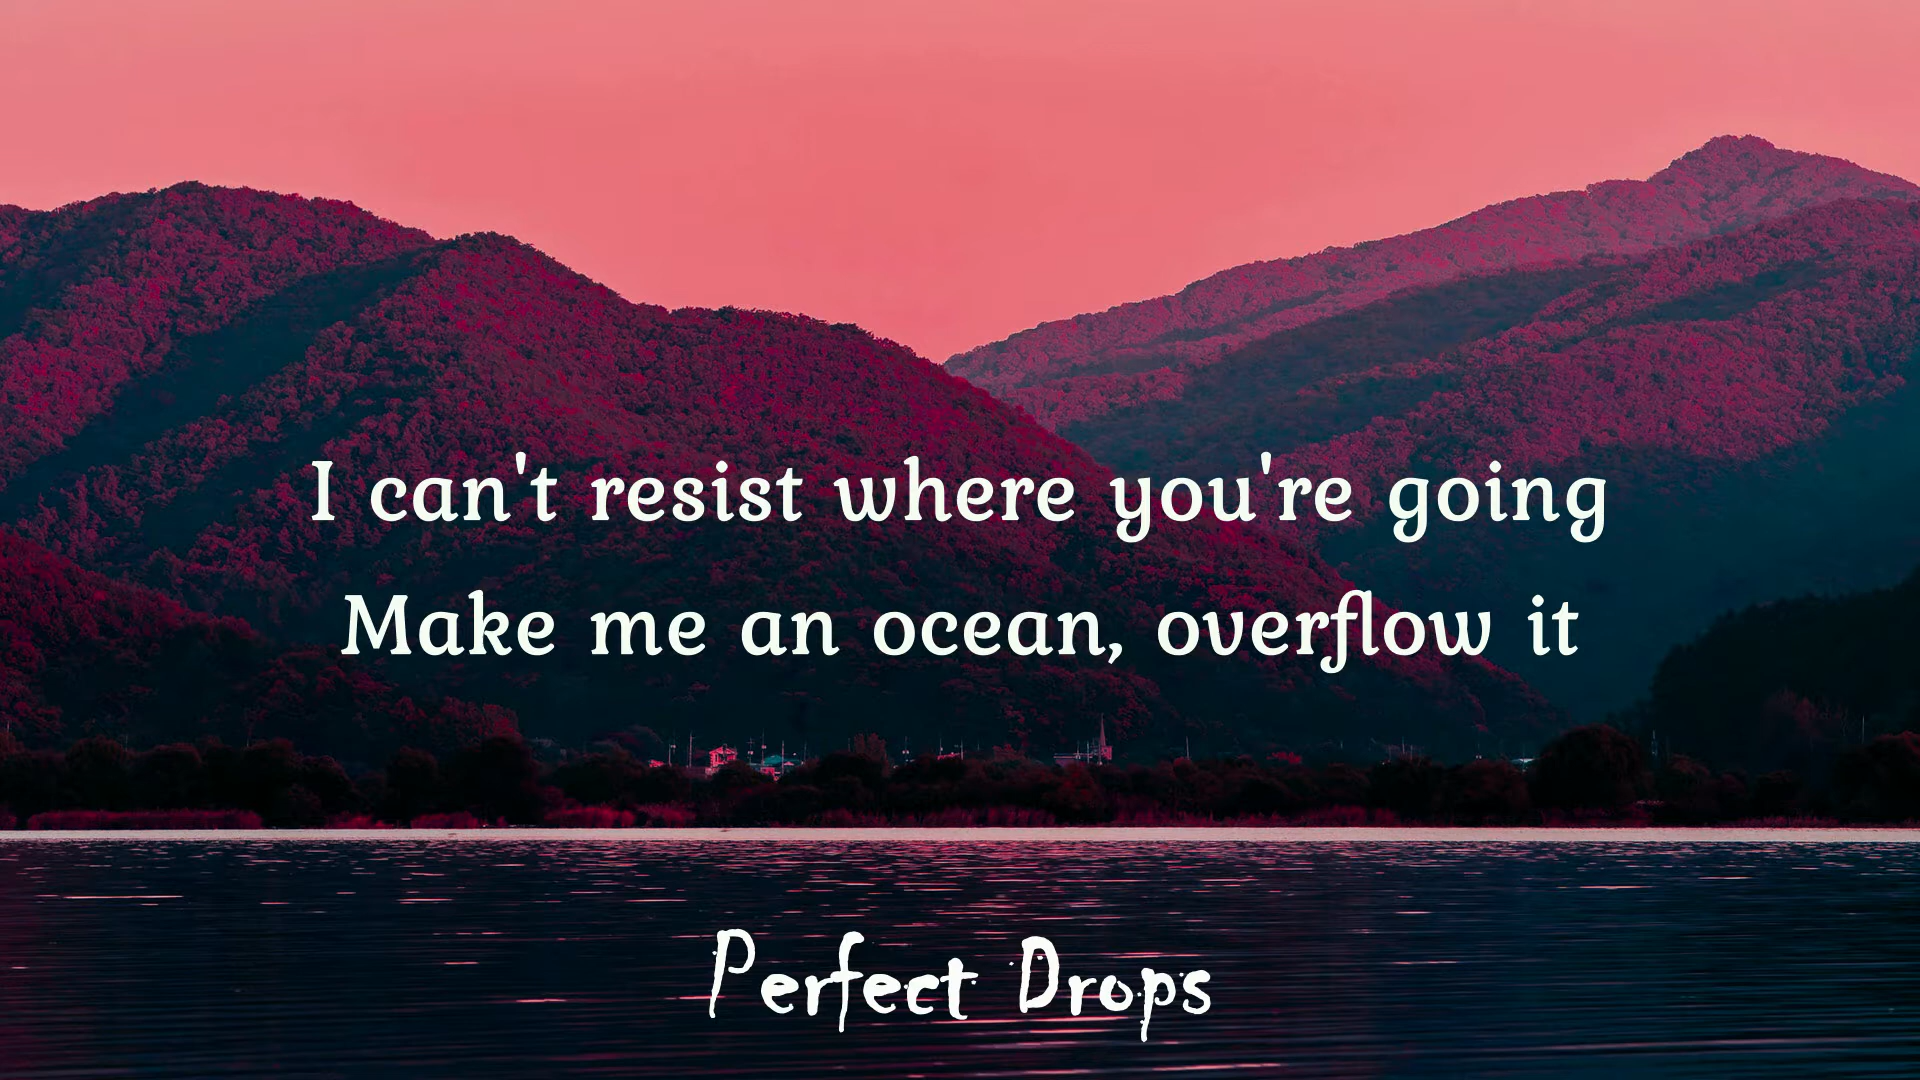 I can't resist where you're going
Make me an ocean, overflow it
Perfect Drops